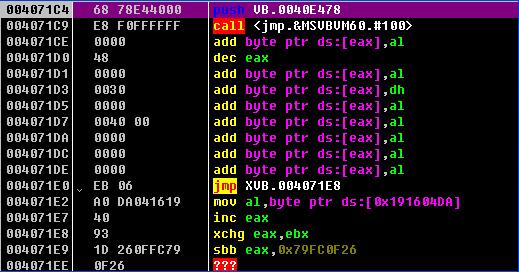 004071C4 68 78E44000 push VB.0040E478
004071C9 E8 F0FFFFFF call <jmp.&MSVBVM60.#100>
004071CE 0000 add byte ptr ds:[eax],al
004071D0 48 dec eax
004071D1 0000 add byte ptr ds:[eax],al
004071D3 0030 add byte ptr ds:[eax],dh
004071D5 0000 add byte ptr ds:[eax],al
004071D7 0040 00 add byte ptr ds:[eax],al
004071DA 0000 add byte ptr ds:[eax],al
004071DC 0000 add byte ptr ds:[eax],al
004071DE 0000 add byte ptr ds:[eax],al
004071E0 EB 06 jmp XVB.004071E8
004071E2 A0 DA041619 mov al,byte ptr ds:[0x191604DA]
004071E7 40 inc eax
004071E8 93 xchg eax,ebx
004071E9 1D 260FFC79 sbb eax,0x79FC0F26
004071EE 0F26 ???